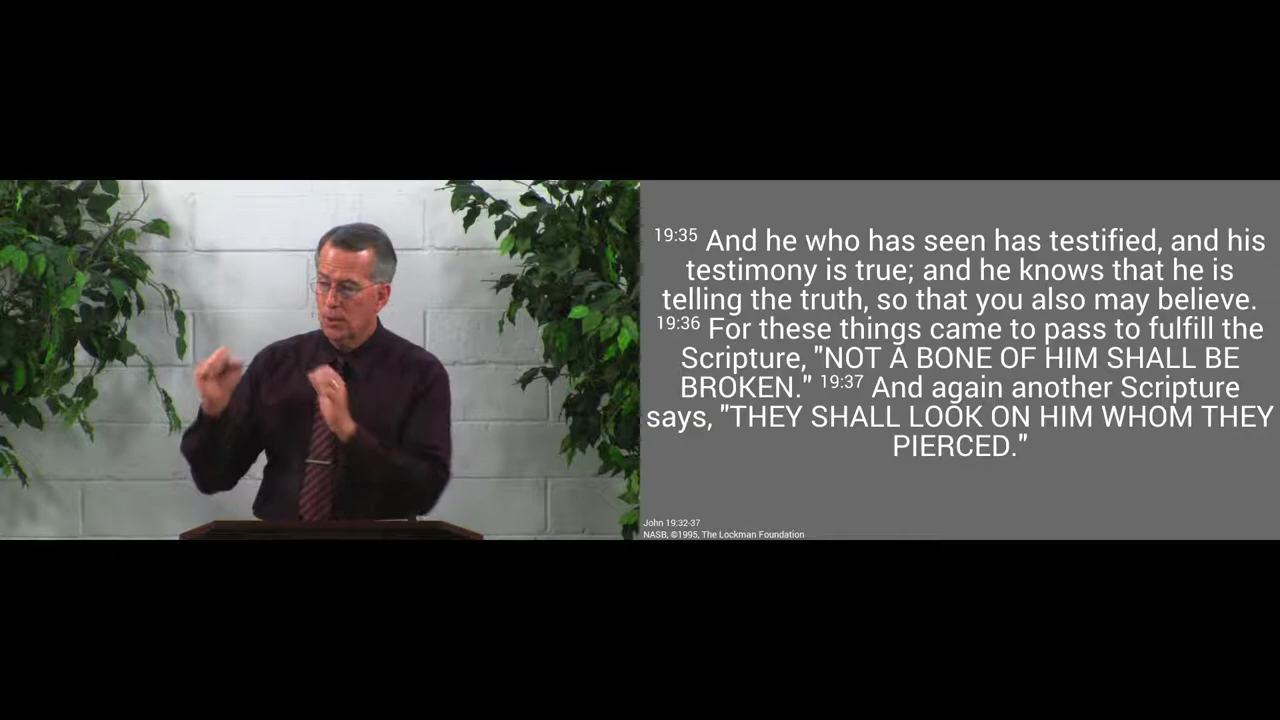 19:35 And he who has seen has testified, and his
testimony is true; and he knows that he is
telling the truth, so that you also may believe.
19:36 For these things came to pass to fulfill the
Scripture, "NOT A BONE OF HIM SHALL BE
BROKEN." 19:37 And again another Scripture
says, "THEY SHALL LOOK ON HIM WHOM THEY
PIERCED."
John 19:32-37
NASB, ©1995, The Lockman Foundation